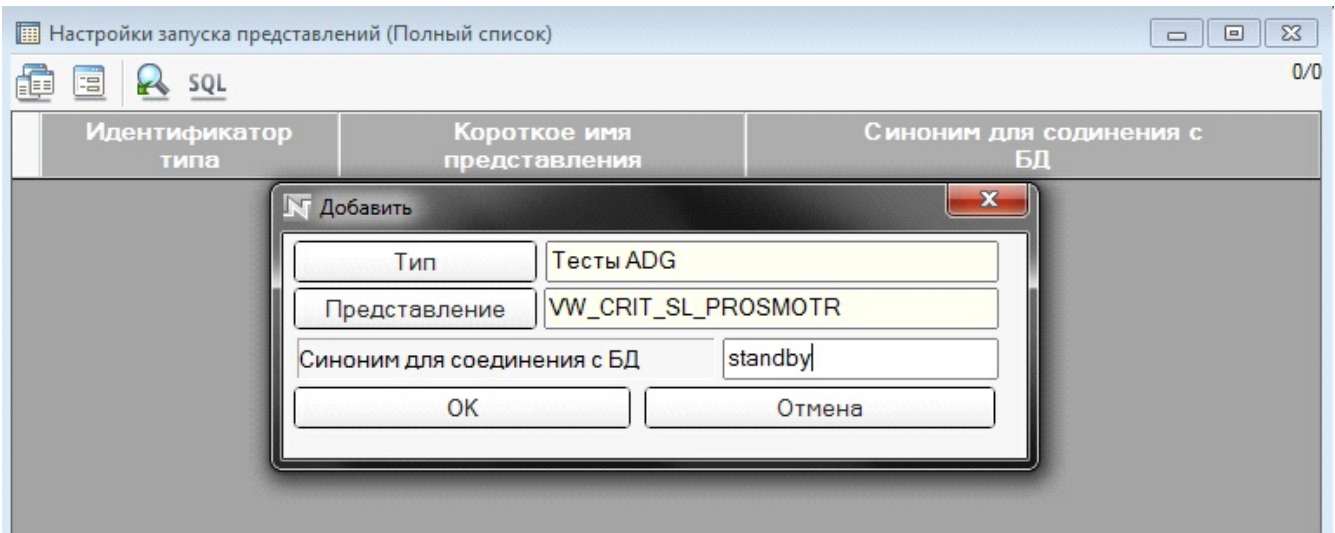 Настройки запуска представлений (Полный список)
SQL
0/0
Идентификатор типа
Короткое имя представления
Синоним для содинения с БД
Добавить
Тип
Тесты ADG
Представление
VW_CRIT_SL_PROSMOTR
Синоним для соединения с БД
standby
OK
Отмена